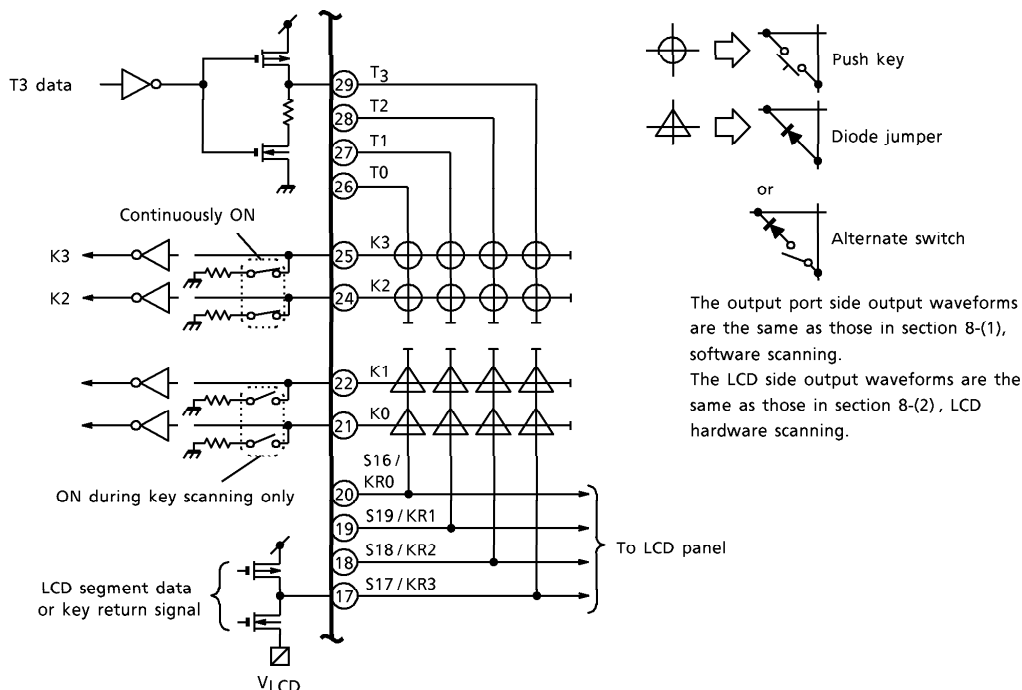 T3 data
29 T3
28 T2
27 T1
26 T0
Continuously ON
K3 25 K3
K2 24 K2
22 K1
21 K0
ON during key scanning only
S16 /
20 KR0
19 S19 / KR1
18 S18 / KR2
17 S17 / KR3
To LCD panel
LCD segment data
or key return signal
VLCD
Push key
Diode jumper
or
Alternate switch
The output port side output waveforms
are the same as those in section 8-(1),
software scanning.
The LCD side output waveforms are the
same as those in section 8-(2), LCD
hardware scanning.